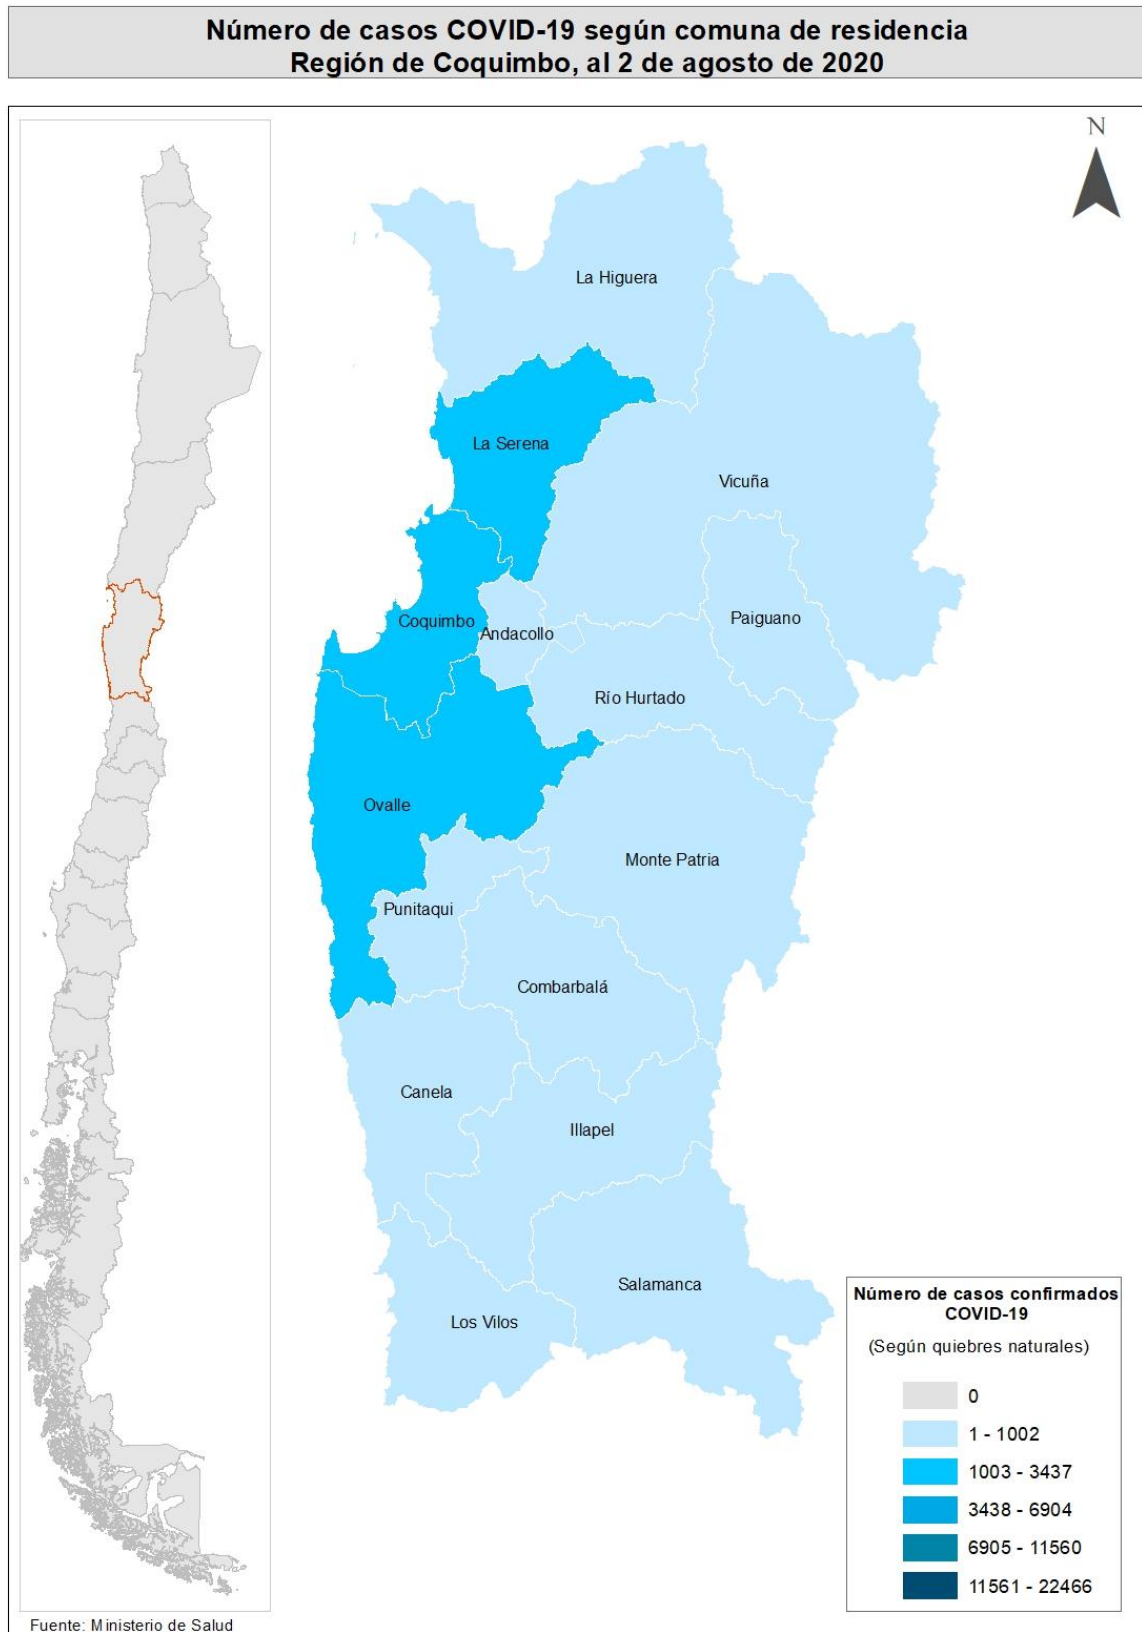 Número de casos COVID-19 según comuna de residencia
Región de Coquimbo, al 2 de agosto de 2020
N
La Higuera
La Serena
Vicuña
Coquimbo
Andacollo
Paiguano
Río Hurtado
Ovalle
Monte Patria
Punitaqui
Combarbalá
Canela
Illapel
Salamanca
Los Vilos
Número de casos confirmados
COVID-19
(Según quiebres naturales)
0
1 - 1002
1003 - 3437
3438 - 6904
6905 - 11560
11561 - 22466
Fuente: Ministerio de Salud